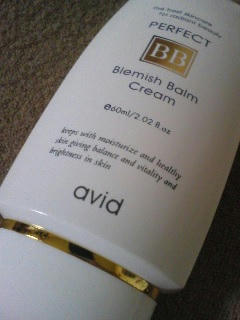 the best skincare
for radiant beauty
PERFECT
BB
Blemish Balm
Cream
e60ml/2.02 fl oz
keeps with moisturize and healthy
skin giving balance and vitality and
brightness in skin
avid